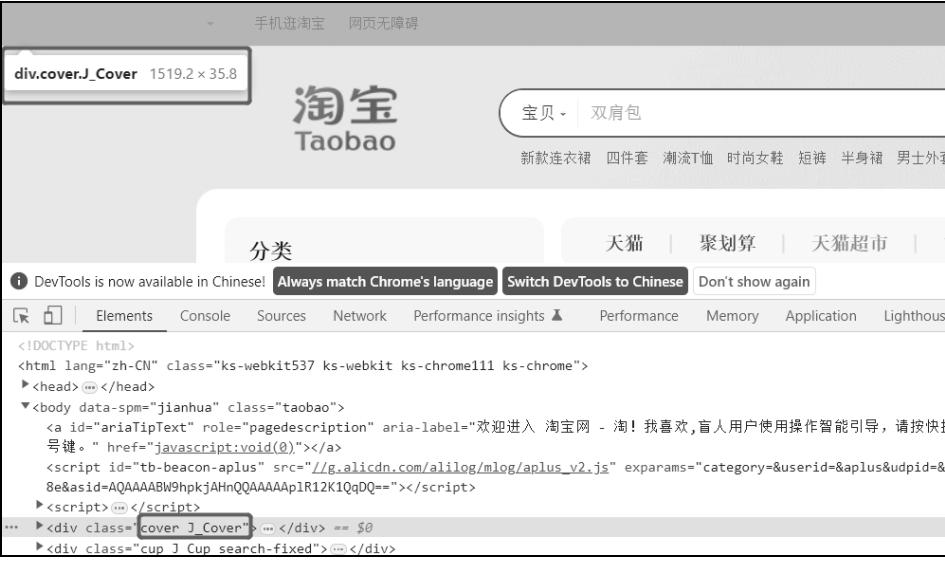 手机逛淘宝 网页无障碍
div.cover.J_Cover 1519.2 × 35.8
淘宝
Taobao
宝贝 双肩包
新款连衣裙 四件套 潮流T恤 时尚女鞋 短裤 半身裙 男士外套
分类 天猫 聚划算 天猫超市
DevTools is now available in Chinese! Always match Chrome's language Switch DevTools to Chinese Don't show again
Elements Console Sources Network Performance insights Performance Memory Application Lighthous
<!DOCTYPE html>
<html lang="zh-CN" class="ks-webkit537 ks-webkit ks-chrome111 ks-chrome">
<head>…</head>
<body data-spm="jianhua" class="taobao">
<a id="ariaTipText" role="pagedescription" aria-label="欢迎进入 淘宝网 - 淘！我喜欢,盲人用户使用操作智能引导，请按快捷
号键。" href="javascript:void(0)"></a>
<script id="tb-beacon-aplus" src="//g.alicdn.com/alilog/mlog/aplus_v2.js" exparams="category=&userid=&aplus&udpid=&
8e&asid=AQAAAABW9hpkjAHnQQAAAAAplR12K1QqDQ=="></script>
<script>…</script>
… <div class="cover J_Cover">…</div> == $0
<div class="cup J_Cup search-fixed">…</div>